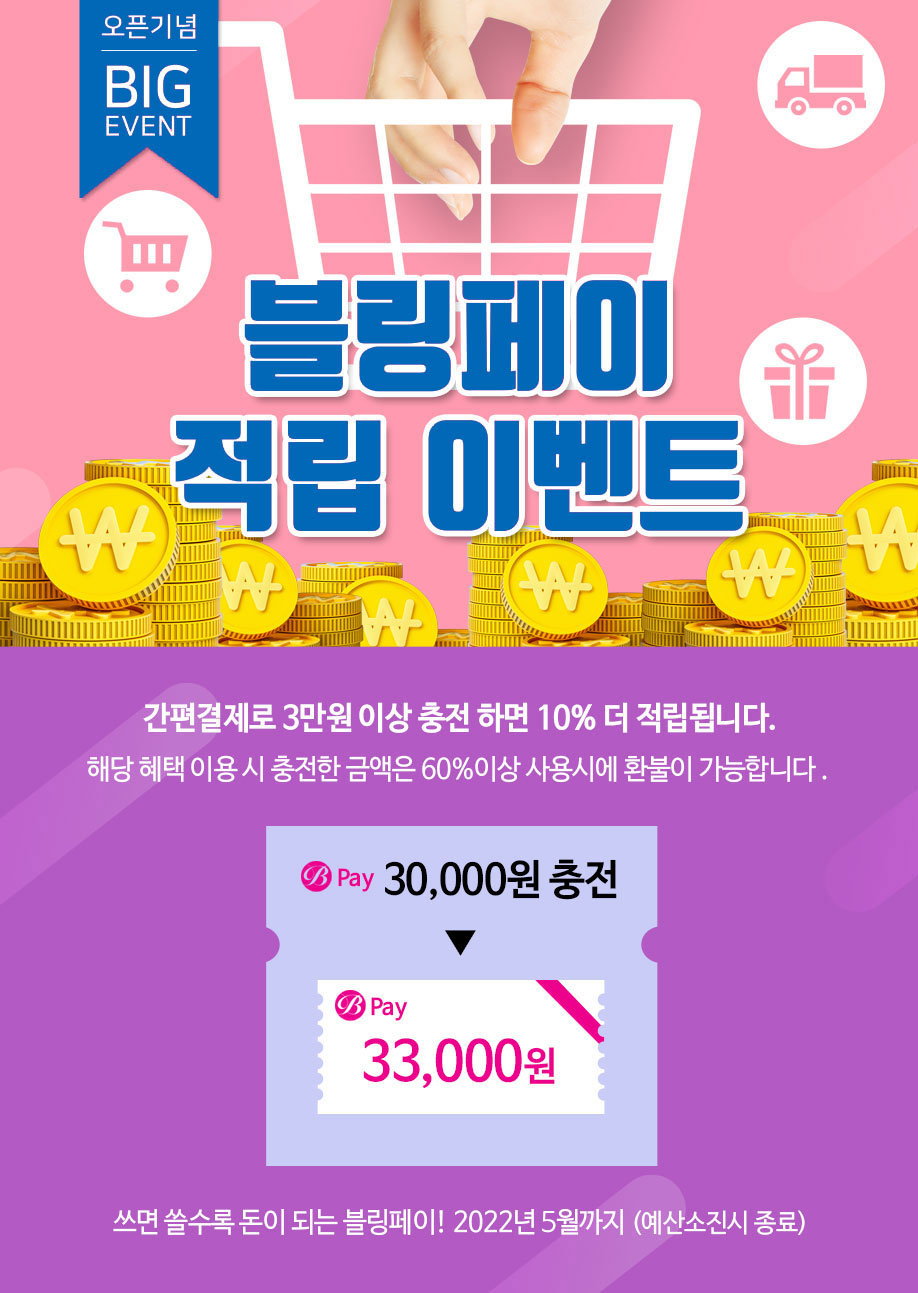 오픈기념
BIG
EVENT
블링페이
적립 이벤트
간편결제로 3만원 이상 충전 하면 10% 더 적립됩니다.
해당 혜택 이용 시 충전한 금액은 60%이상 사용시에 환불이 가능합니다 .
B Pay 30,000원 충전
B Pay
33,000원
쓰면 쓸수록 돈이 되는 블링페이! 2022년 5월까지 (예산소진시 종료)